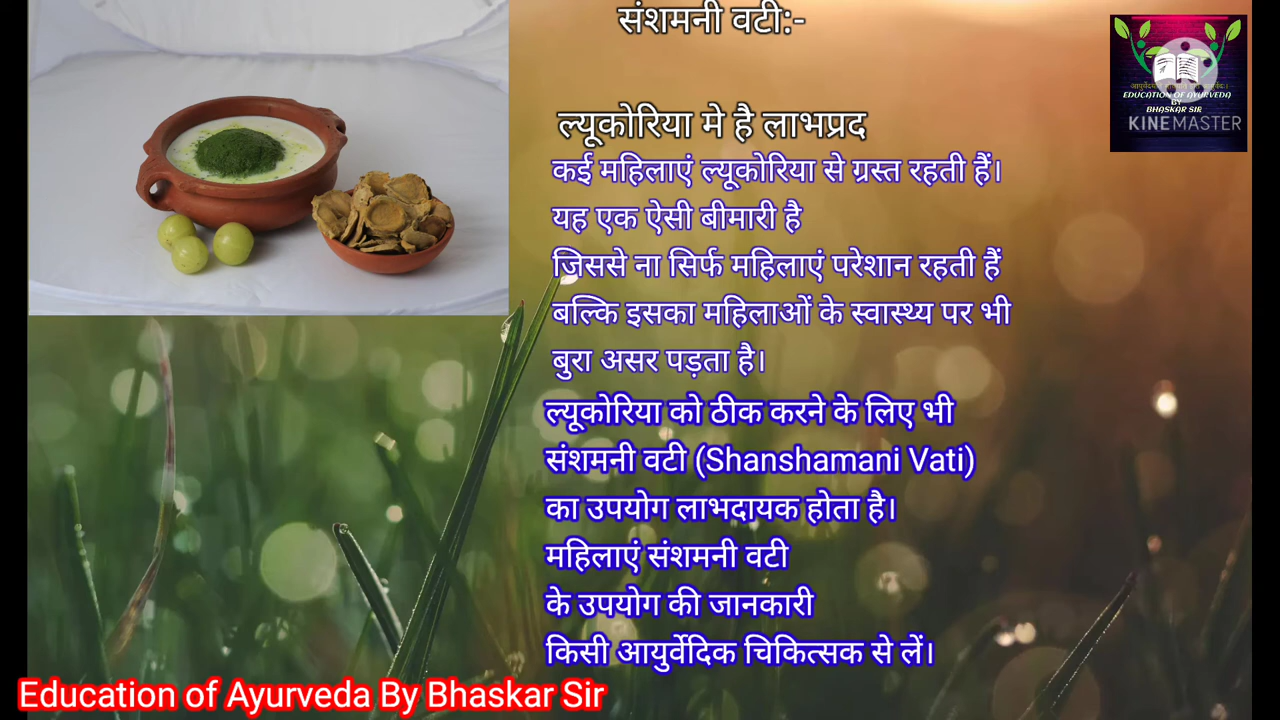 संशमनी वटी:-
ल्यूकोरिया मे है लाभप्रद
कई महिलाएं ल्यूकोरिया से ग्रस्त रहती हैं।
यह एक ऐसी बीमारी है
जिससे ना सिर्फ महिलाएं परेशान रहती हैं
बल्कि इसका महिलाओं के स्वास्थ्य पर भी
बुरा असर पड़ता है।
ल्यूकोरिया को ठीक करने के लिए भी
संशमनी वटी (Shanshamani Vati)
का उपयोग लाभदायक होता है।
महिलाएं संशमनी वटी
के उपयोग की जानकारी
किसी आयुर्वेदिक चिकित्सक से लें।
Education of Ayurveda By Bhaskar Sir
EDUCATION OF AYURVEDA
BY
BHASKAR SIR
KINEMASTER